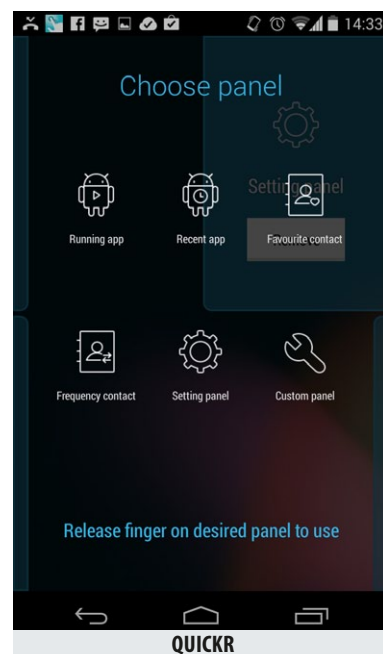 14:33
Choose panel
Setting panel
Running app
Recent app
Favourite contact
Frequency contact
Setting panel
Custom panel
Release finger on desired panel to use
QUICKR